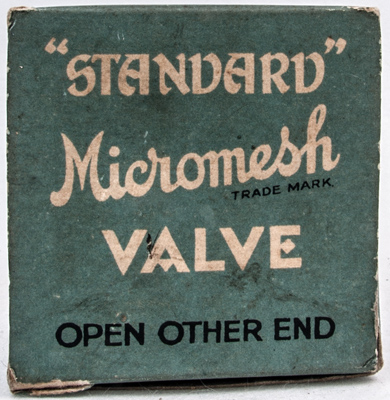 “STANDARD”
Micromesh
TRADE MARK.
VALVE
OPEN OTHER END